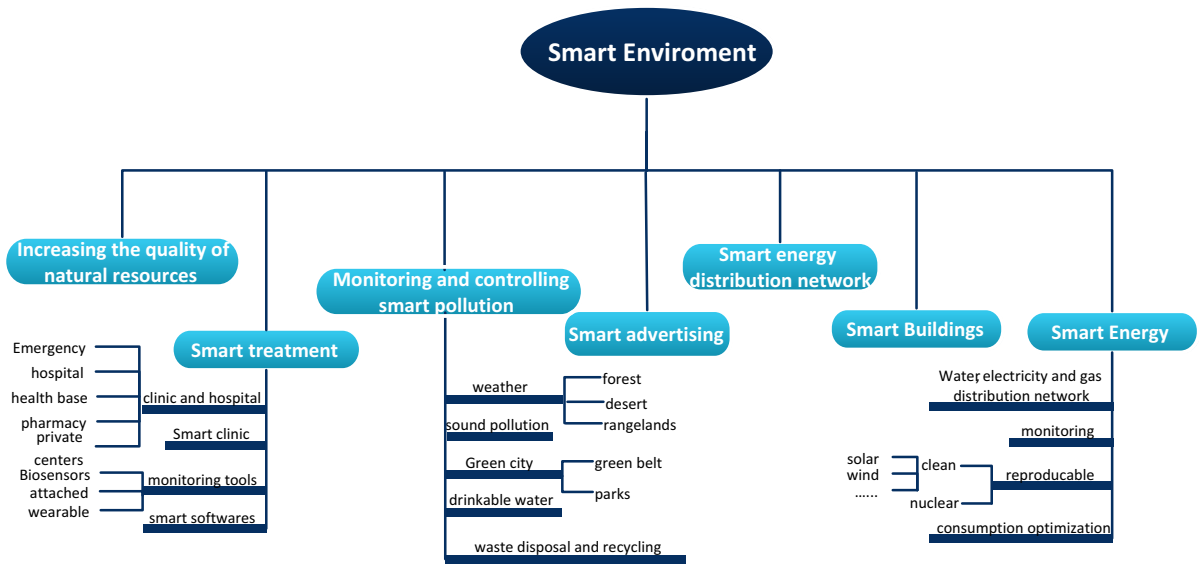 Smart Enviroment
Increasing the quality of
natural resources
Smart treatment
Emergency
hospital
health base
pharmacy
private
centers
clinic and hospital
Smart clinic
Biosensors
attached
wearable
monitoring tools
smart softwares
Monitoring and controlling
smart pollution
weather
forest
desert
rangelands
sound pollution
Green city
green belt
parks
drinkable water
waste disposal and recycling
Smart advertising
Smart energy
distribution network
Smart Buildings
Smart Energy
Water, electricity and gas
distribution network
monitoring
solar
wind
......
clean
nuclear
reproducable
consumption optimization